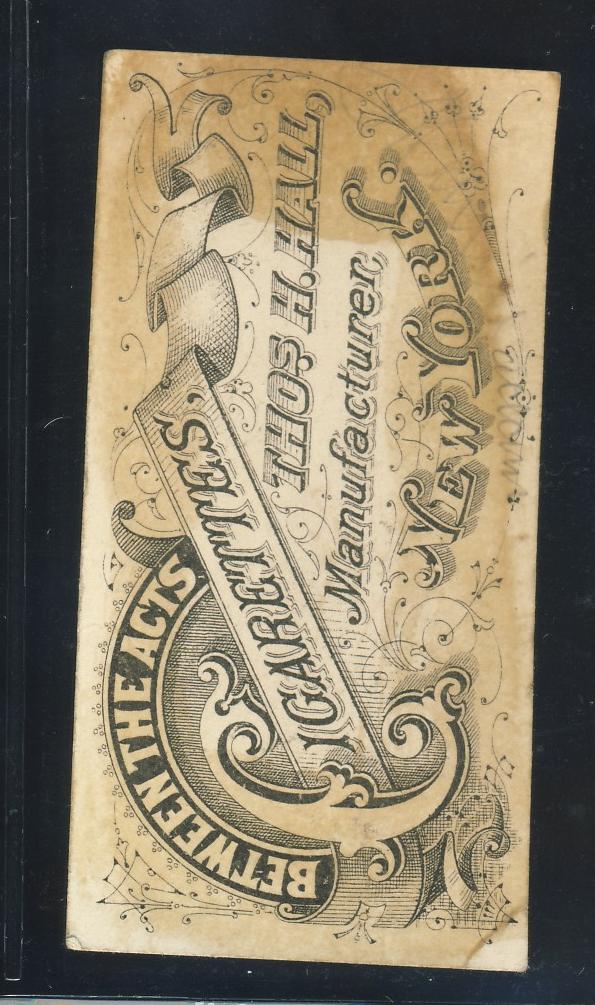 BETWEEN THE ACTS
CIGARETTES.
THOS H. HALL,
Manufacturer,
NEW YORK.